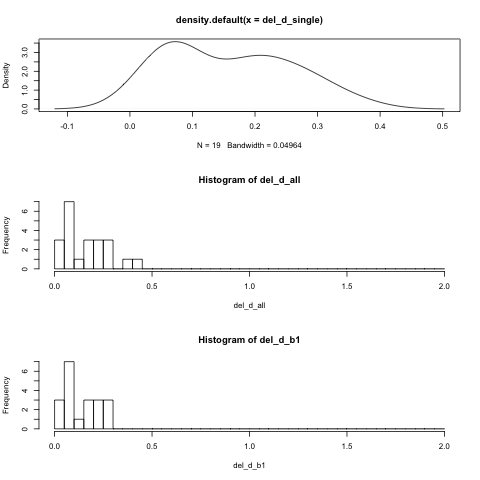 density.default(x = del_d_single)
Density
0.0 1.0 2.0 3.0
-0.1 0.0 0.1 0.2 0.3 0.4 0.5
N = 19 Bandwidth = 0.04964
Histogram of del_d_all
Frequency
0 2 4 6
0.0 0.5 1.0 1.5 2.0
del_d_all
Histogram of del_d_b1
Frequency
0 2 4 6
0.0 0.5 1.0 1.5 2.0
del_d_b1